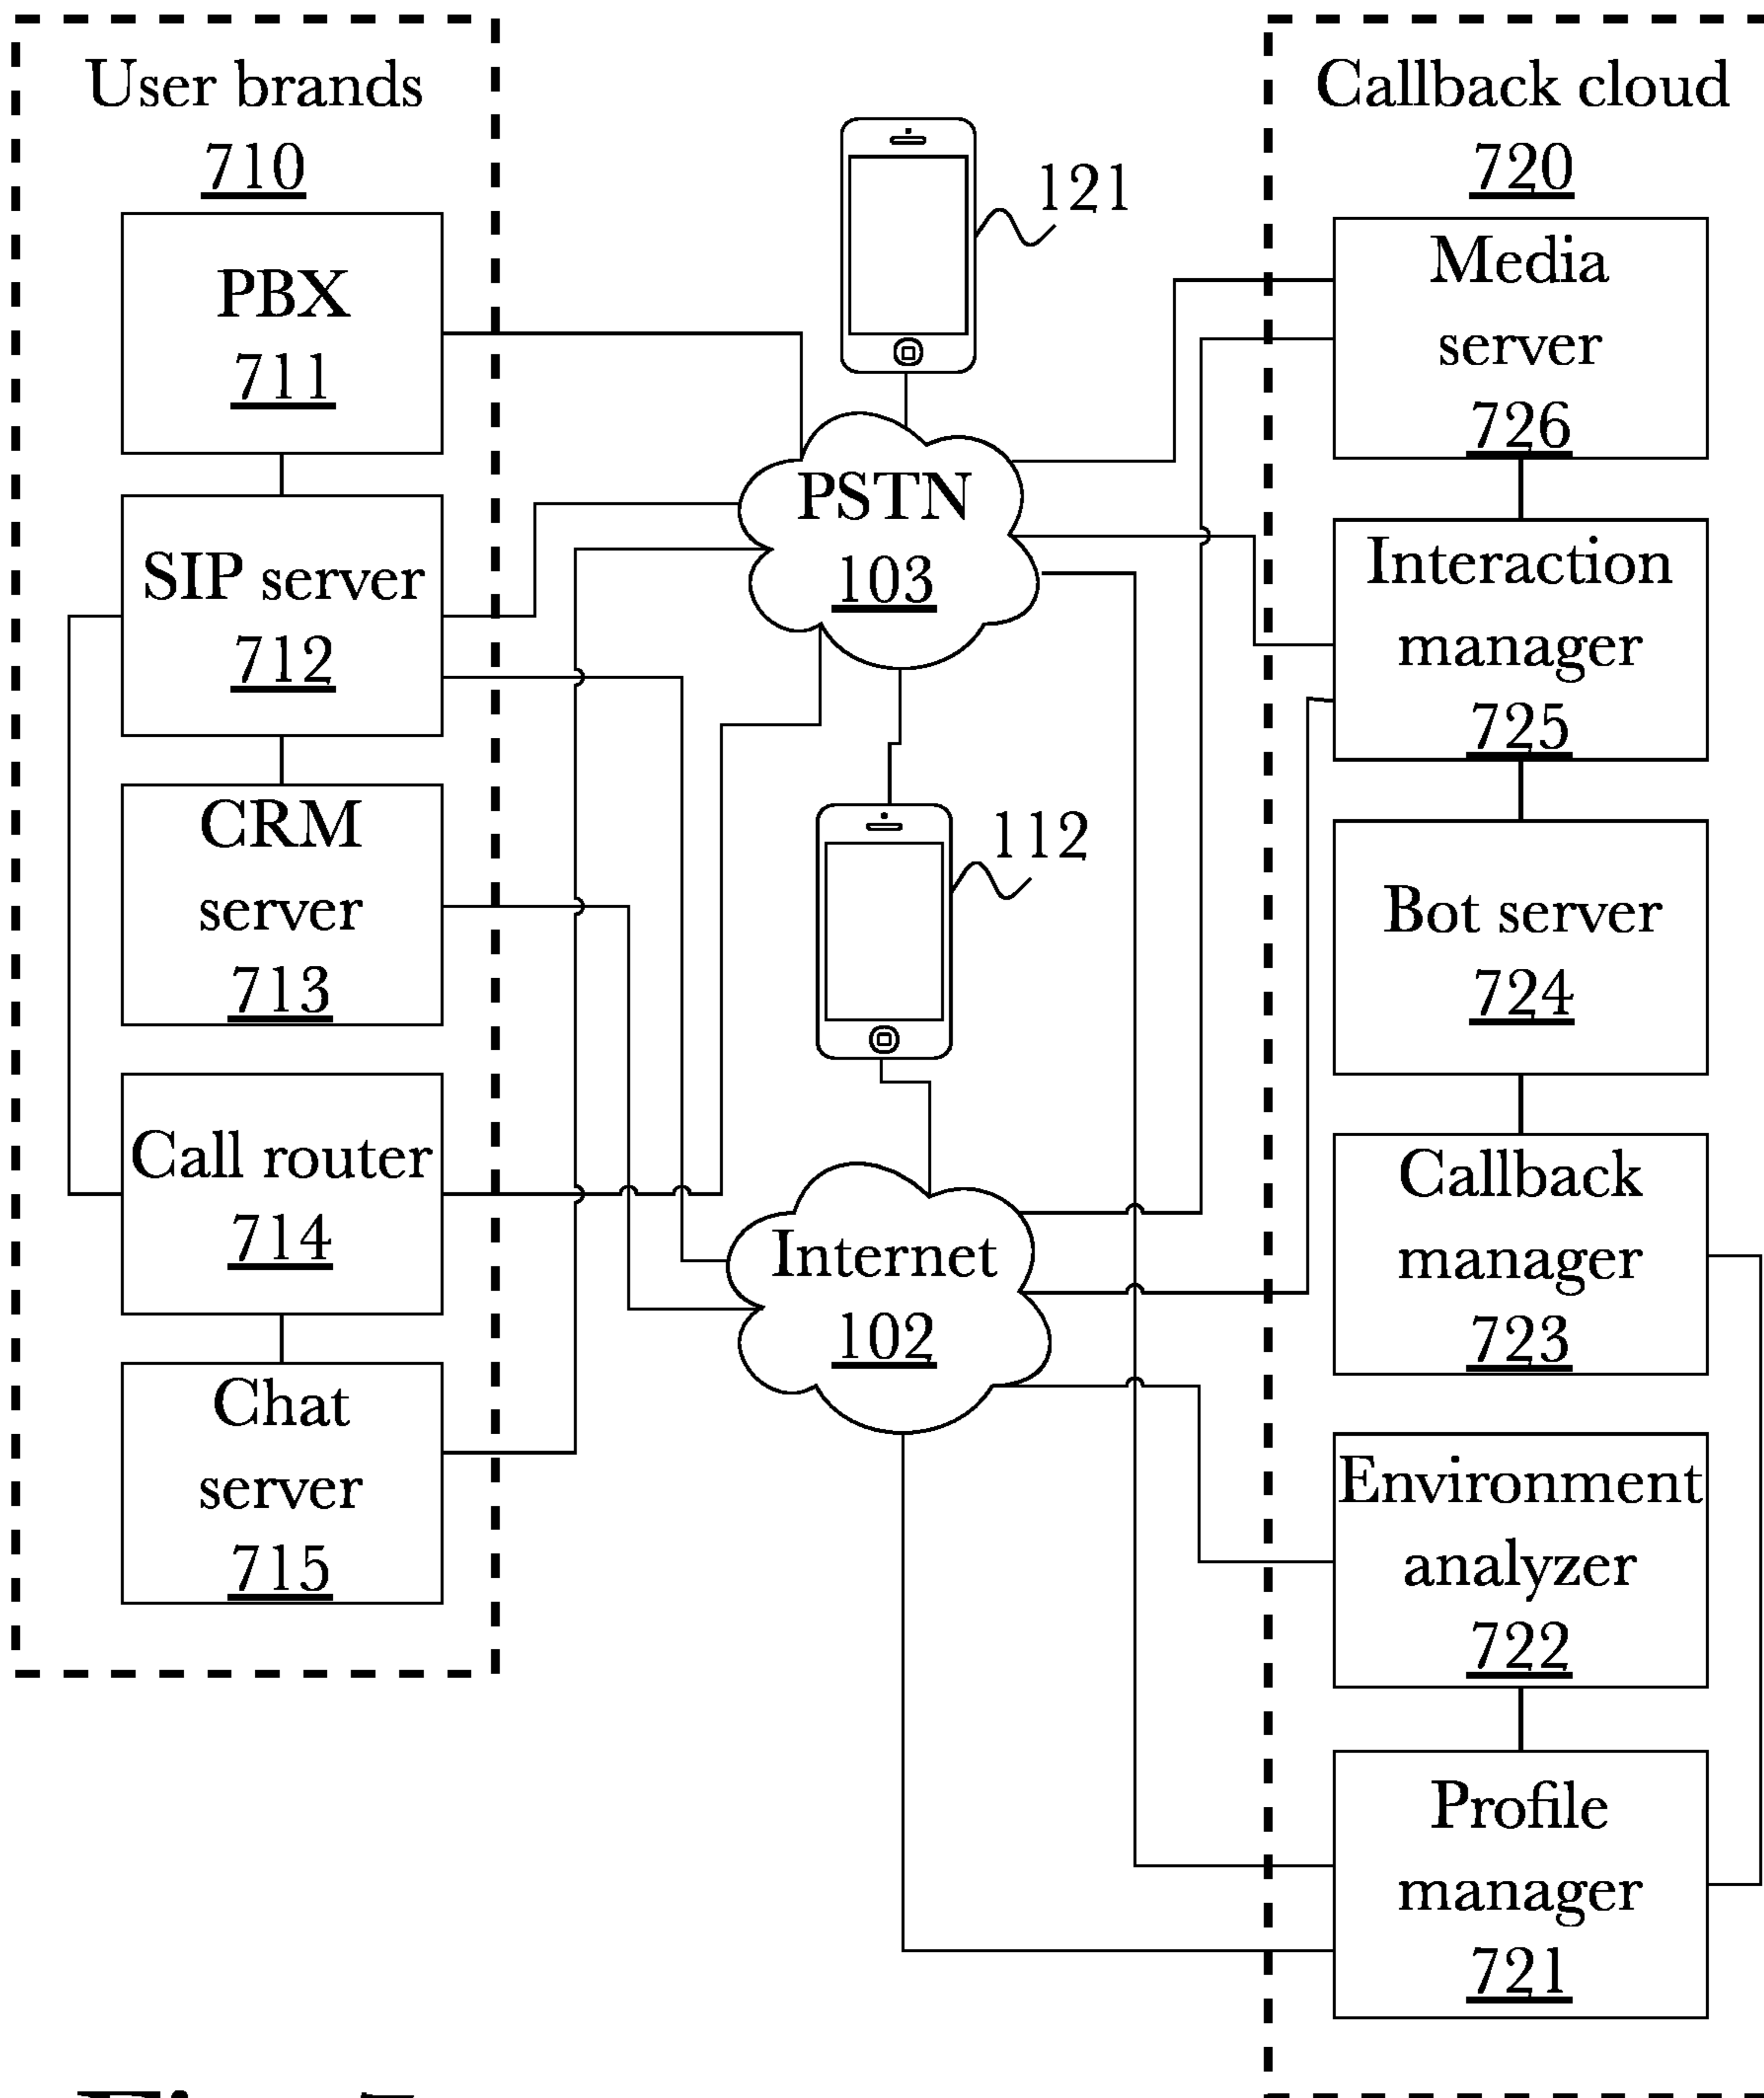 User brands
710
PBX
711
SIP server
712
CRM
server
713
Call router
714
Chat
server
715
121
PSTN
103
112
Internet
102
Callback cloud
720
Media
server
726
Interaction
manager
725
Bot server
724
Callback
manager
723
Environment
analyzer
722
Profile
manager
721